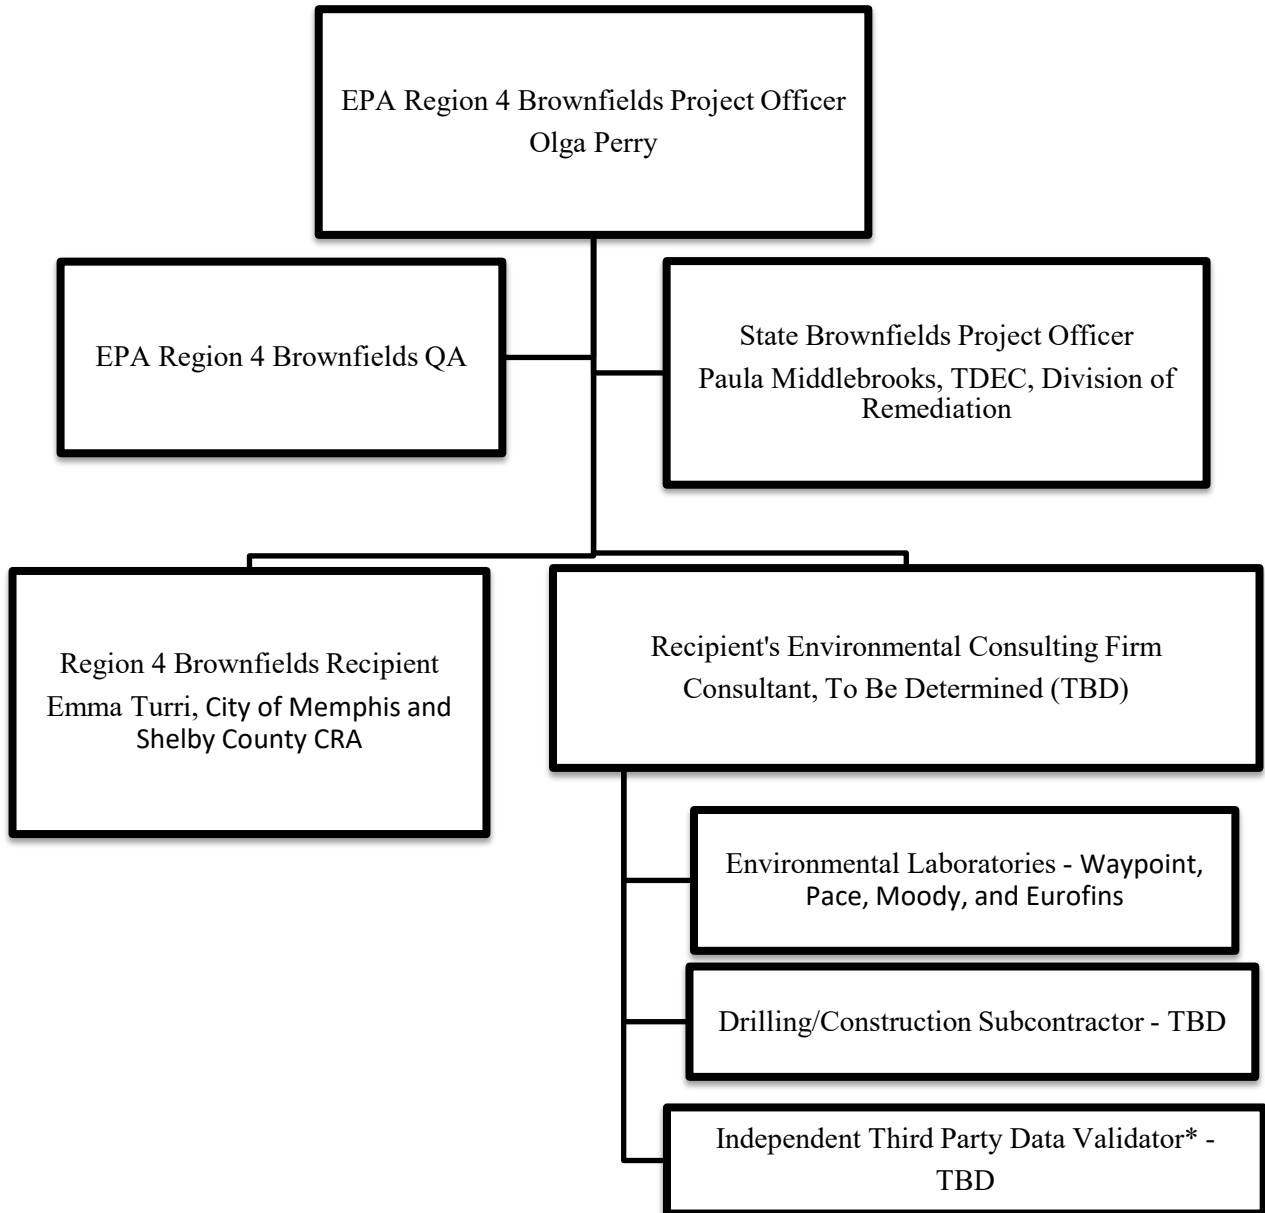 EPA Region 4 Brownfields Project Officer
Olga Perry
EPA Region 4 Brownfields QA
State Brownfields Project Officer
Paula Middlebrooks, TDEC, Division of
Remediation
Region 4 Brownfields Recipient
Emma Turri, City of Memphis and
Shelby County CRA
Recipient's Environmental Consulting Firm
Consultant, To Be Determined (TBD)
Environmental Laboratories - Waypoint,
Pace, Moody, and Eurofins
Drilling/Construction Subcontractor - TBD
Independent Third Party Data Validator* -
TBD